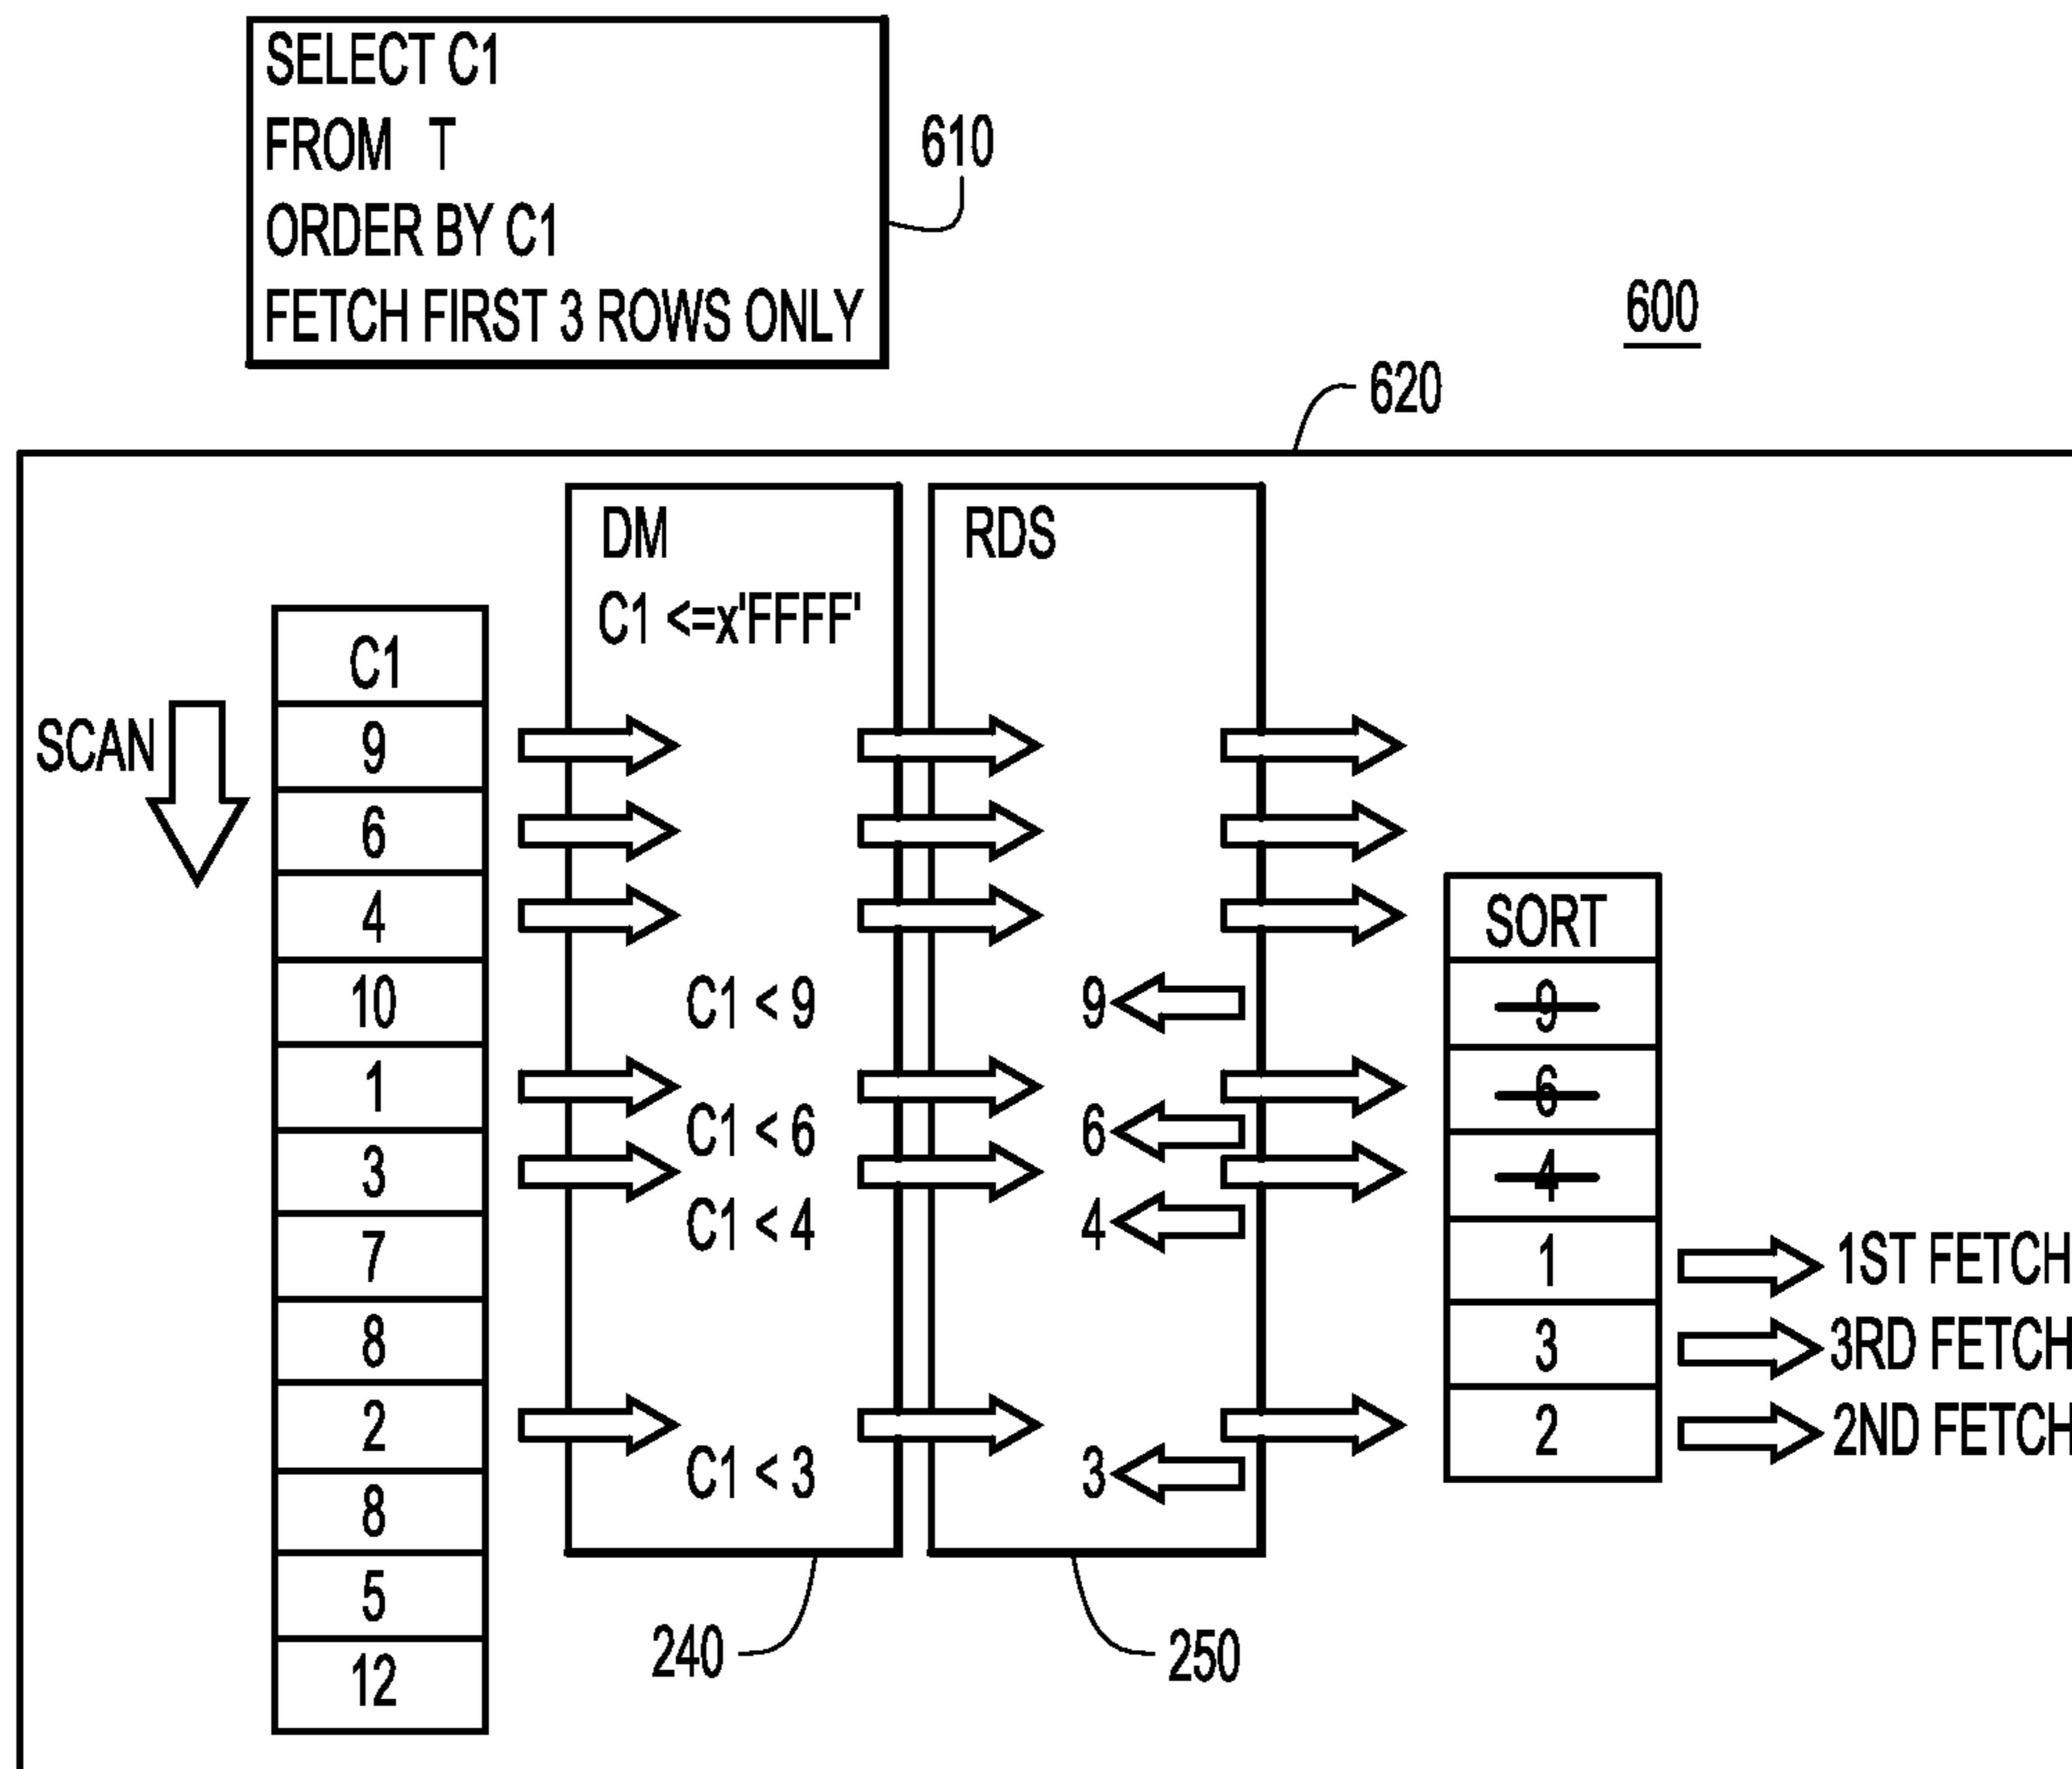 SELECT C1
FROM T
ORDER BY C1
FETCH FIRST 3 ROWS ONLY
610
600
620
DM
C1 <=x'FFFF'
RDS
SCAN
C1
9
6
4
10
1
3
7
8
2
8
5
12
C1 < 9
C1 < 6
C1 < 4
C1 < 3
9
6
4
3
SORT
9
6
4
1
3
2
1ST FETCH
3RD FETCH
2ND FETCH
240
250